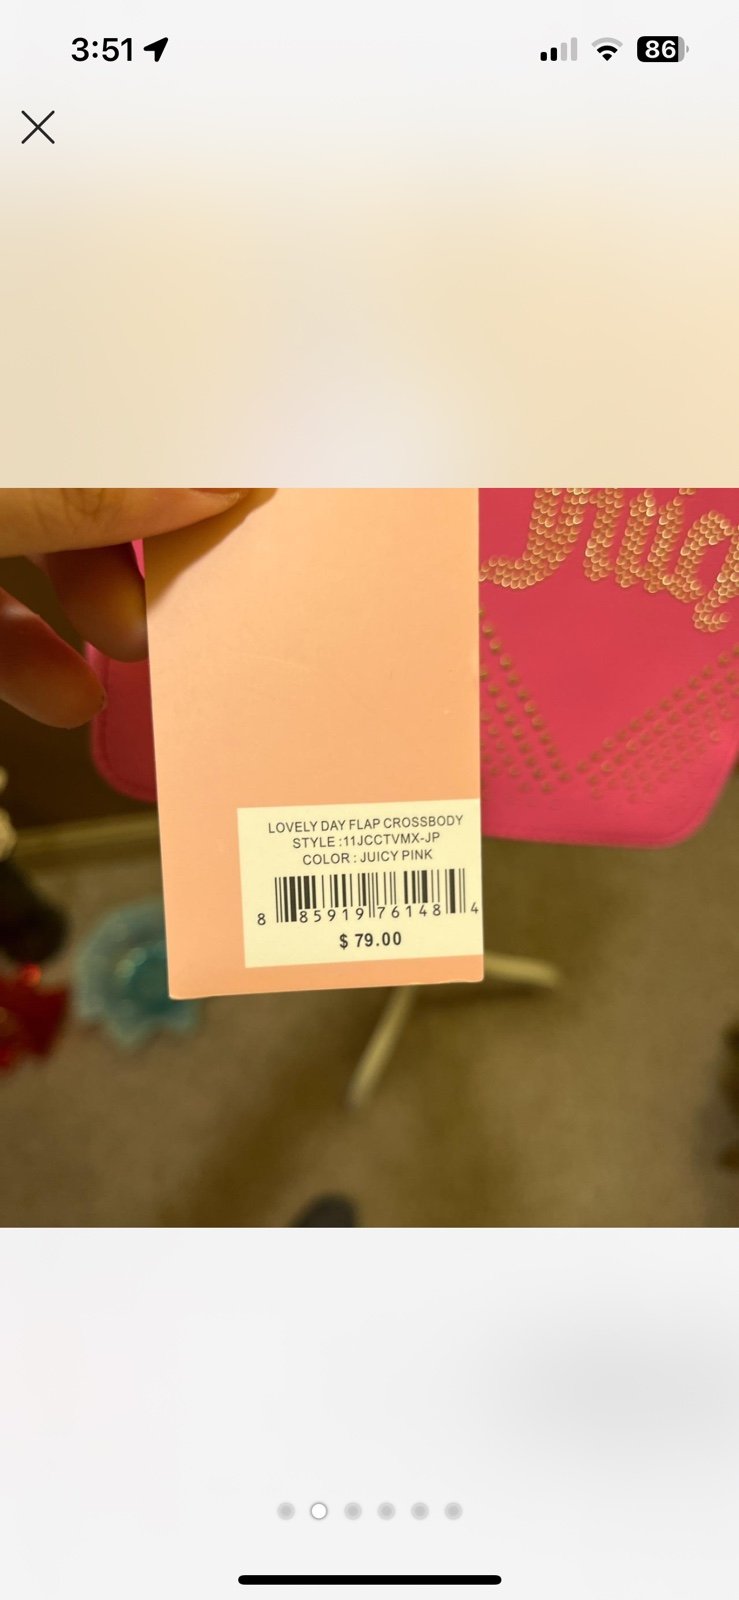 3:51
86
Juicy
LOVELY DAY FLAP CROSSBODY
STYLE :11JCCTVMX-JP
COLOR : JUICY PINK
8 85919 76148 4
$ 79.00